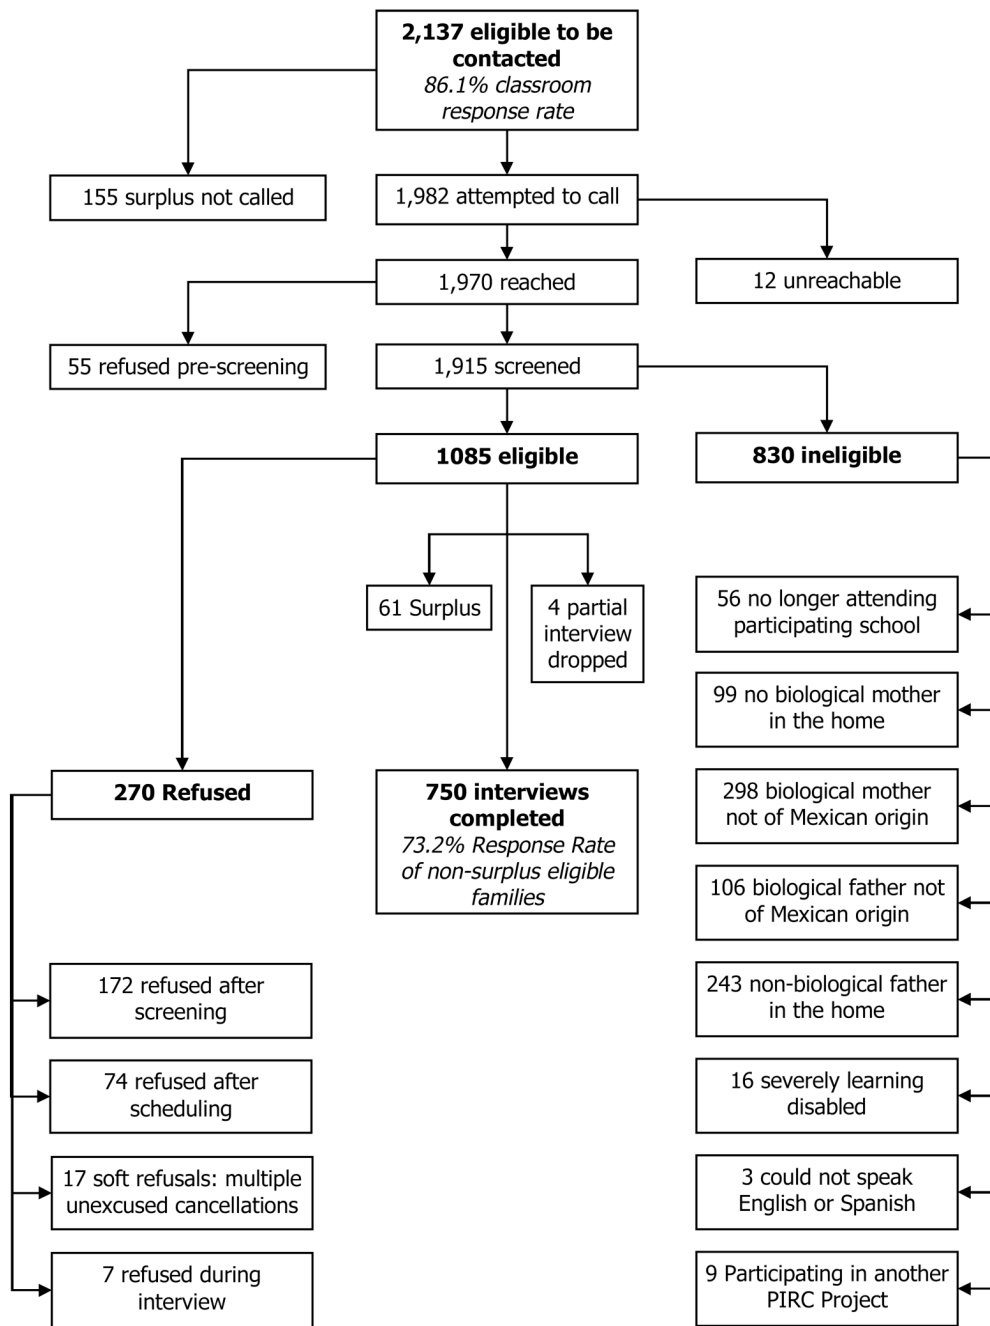 2,137 eligible to be
contacted
86.1% classroom
response rate
155 surplus not called
1,982 attempted to call
12 unreachable
1,970 reached
55 refused pre-screening
1,915 screened
1085 eligible
830 ineligible
61 Surplus
4 partial
interview
dropped
56 no longer attending
participating school
99 no biological mother
in the home
270 Refused
750 interviews
completed
73.2% Response Rate
of non-surplus eligible
families
298 biological mother
not of Mexican origin
106 biological father not
of Mexican origin
172 refused after
screening
243 non-biological father
in the home
74 refused after
scheduling
16 severely learning
disabled
17 soft refusals: multiple
unexcused cancellations
3 could not speak
English or Spanish
7 refused during
interview
9 Participating in another
PIRC Project